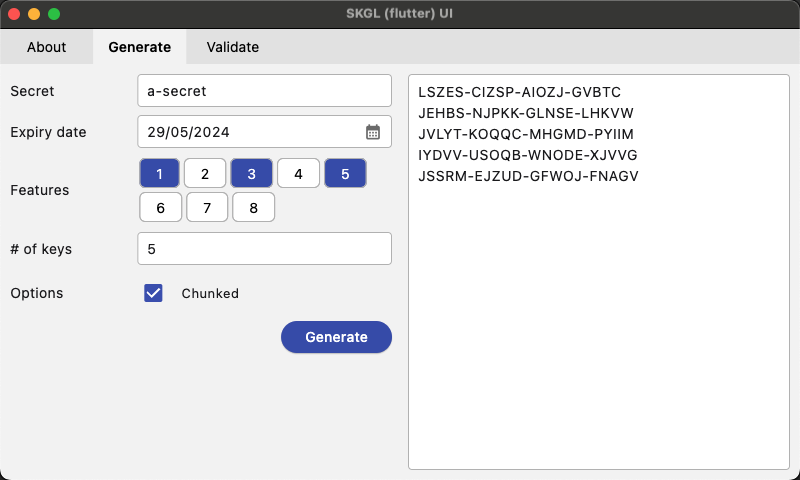 SKGL (flutter) UI
About Generate Validate
Secret a-secret
Expiry date 29/05/2024
1 2 3 4 5
Features
6 7 8
# of keys 5
Options Chunked
Generate
LSZES-CIZSP-AIOZJ-GVBTC
JEHBS-NJPKK-GLNSE-LHKVW
JVLYT-KOQQC-MHGMD-PYIIM
IYDVV-USOQB-WNODE-XJVVG
JSSRM-EJZUD-GFWOJ-FNAGV